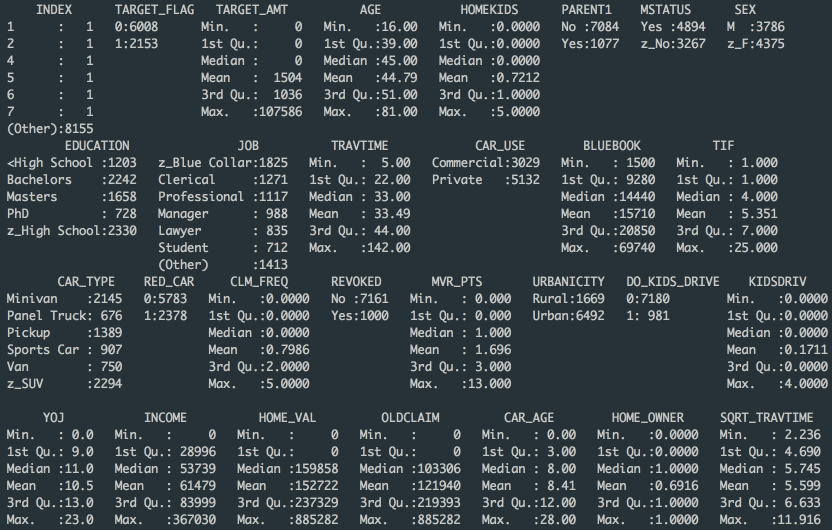 INDEX TARGET_FLAG TARGET_AMT AGE HOMEKIDS PARENT1 MSTATUS SEX
1 : 1 0:6008 Min. : 0 Min. :16.00 Min. :0.0000 No :7084 Yes :4894 M :3786
2 : 1 1:2153 1st Qu.: 0 1st Qu.:39.00 1st Qu.:0.0000 Yes:1077 z_No:3267 z_F:4375
4 : 1 Median : 0 Median :45.00 Median :0.0000
5 : 1 Mean : 1504 Mean :44.79 Mean :0.7212
6 : 1 3rd Qu.: 1036 3rd Qu.:51.00 3rd Qu.:1.0000
7 : 1 Max. :107586 Max. :81.00 Max. :5.0000
(Other):8155
EDUCATION JOB TRAVTIME CAR_USE BLUEBOOK TIF
<High School :1203 z_Blue Collar:1825 Min. : 5.00 Commercial:3029 Min. : 1500 Min. : 1.000
Bachelors :2242 Clerical :1271 1st Qu.: 22.00 Private :5132 1st Qu.: 9280 1st Qu.: 1.000
Masters :1658 Professional :1117 Median : 33.00 Median :14440 Median : 4.000
PhD : 728 Manager : 988 Mean : 33.49 Mean :15710 Mean : 5.351
z_High School:2330 Lawyer : 835 3rd Qu.: 44.00 3rd Qu.:20850 3rd Qu.: 7.000
Student : 712 Max. :142.00 Max. :69740 Max. :25.000
(Other) :1413
CAR_TYPE RED_CAR CLM_FREQ REVOKED MVR_PTS URBANICITY DO_KIDS_DRIVE KIDSDRIV
Minivan :2145 0:5783 Min. :0.0000 No :7161 Min. : 0.000 Rural:1669 0:7180 Min. :0.0000
Panel Truck: 676 1:2378 1st Qu.:0.0000 Yes:1000 1st Qu.: 0.000 Urban:6492 1: 981 1st Qu.:0.0000
Pickup :1389 Median :0.0000 Median : 1.000 Median :0.0000
Sports Car : 907 Mean :0.7986 Mean : 1.696 Mean :0.1711
Van : 750 3rd Qu.:2.0000 3rd Qu.: 3.000 3rd Qu.:0.0000
z_SUV :2294 Max. :5.0000 Max. :13.000 Max. :4.0000
YOJ INCOME HOME_VAL OLDCLAIM CAR_AGE HOME_OWNER SQRT_TRAVTIME
Min. : 0.0 Min. : 0 Min. : 0 Min. : 0 Min. : 0.00 Min. :0.0000 Min. : 2.236
1st Qu.: 9.0 1st Qu.: 28996 1st Qu.: 0 1st Qu.: 0 1st Qu.: 3.00 1st Qu.:0.0000 1st Qu.: 4.690
Median :11.0 Median : 53739 Median :159858 Median :103306 Median : 8.00 Median :1.0000 Median : 5.745
Mean :10.5 Mean : 61479 Mean :152722 Mean :121940 Mean : 8.41 Mean :0.6916 Mean : 5.599
3rd Qu.:13.0 3rd Qu.: 83999 3rd Qu.:237329 3rd Qu.:219393 3rd Qu.:12.00 3rd Qu.:1.0000 3rd Qu.: 6.633
Max. :23.0 Max. :367030 Max. :885282 Max. :885282 Max. :28.00 Max. :1.0000 Max. :11.916